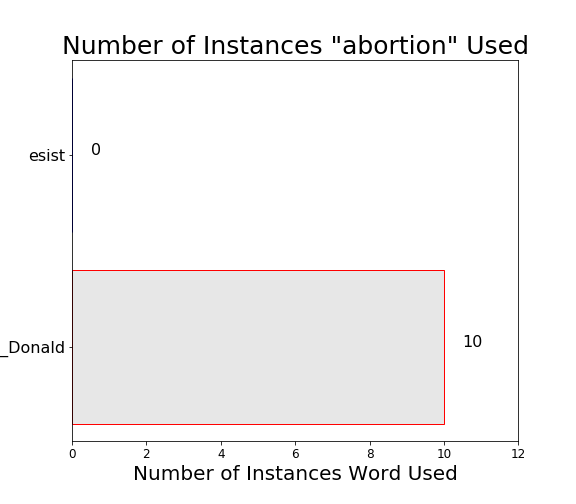 Number of Instances "abortion" Used
esist
0
_Donald
10
0 2 4 6 8 10 12
Number of Instances Word Used